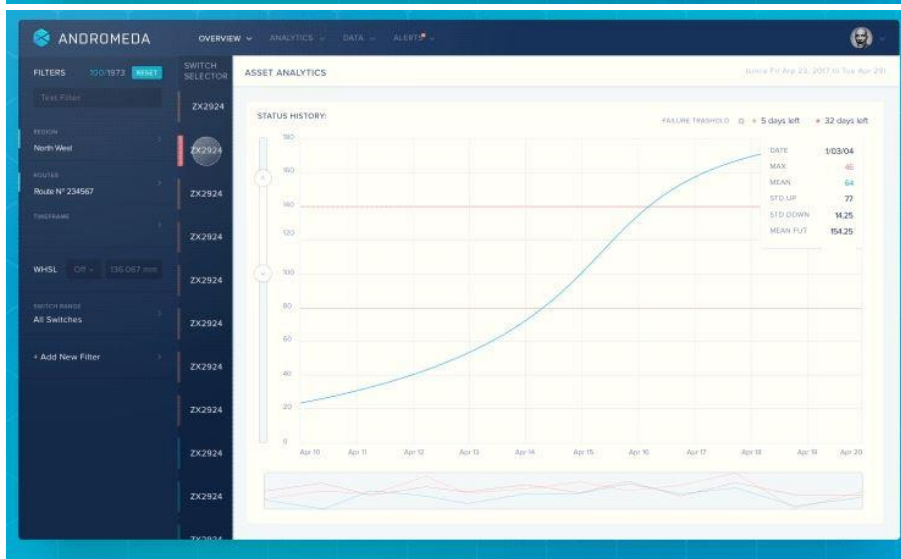 ANDROMEDA
OVERVIEW ANALYTICS DATA ALERTS
FILTERS 100/1973 RESET
Text Filter
REGION
North West
ROUTES
Route N° 234567
TIMEFRAME
WHSL Off 136.067 mm
SWITCH RANGE
All Switches
+ Add New Filter
SWITCH
SELECTOR
ZX2924
ZX2924
ZX2924
ZX2924
ZX2924
ZX2924
ZX2924
ZX2924
ZX2924
ZX2924
ASSET ANALYTICS
2017 to Tue
STATUS HISTORY:
FAILURE TRASHOLD 5 days left 32 days left
180
160
140
120
100
80
60
40
20
0
Apr 10 Apr 11 Apr 12 Apr 13 Apr 14 Apr 15 Apr 16 Apr 17 Apr 18 Apr 19 Apr 20
DATE 1/03/04
MAX 46
MEAN 64
STD.UP 77
STD.DOWN 14.25
MEAN FUT 154.25